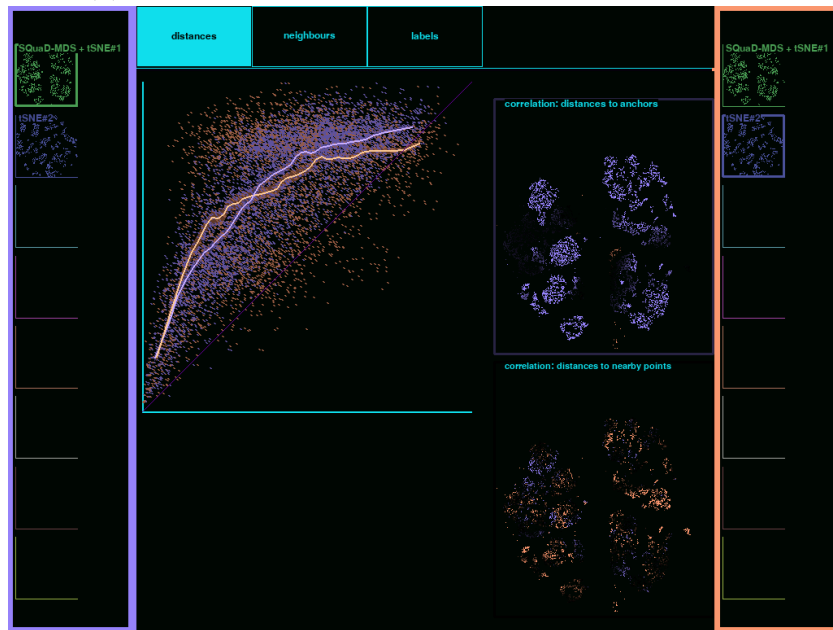 SQuaD-MDS + tSNE#1
tSNE#2
distances
neighbours
labels
correlation: distances to anchors
correlation: distances to nearby points
SQuaD-MDS + tSNE#1
tSNE#2